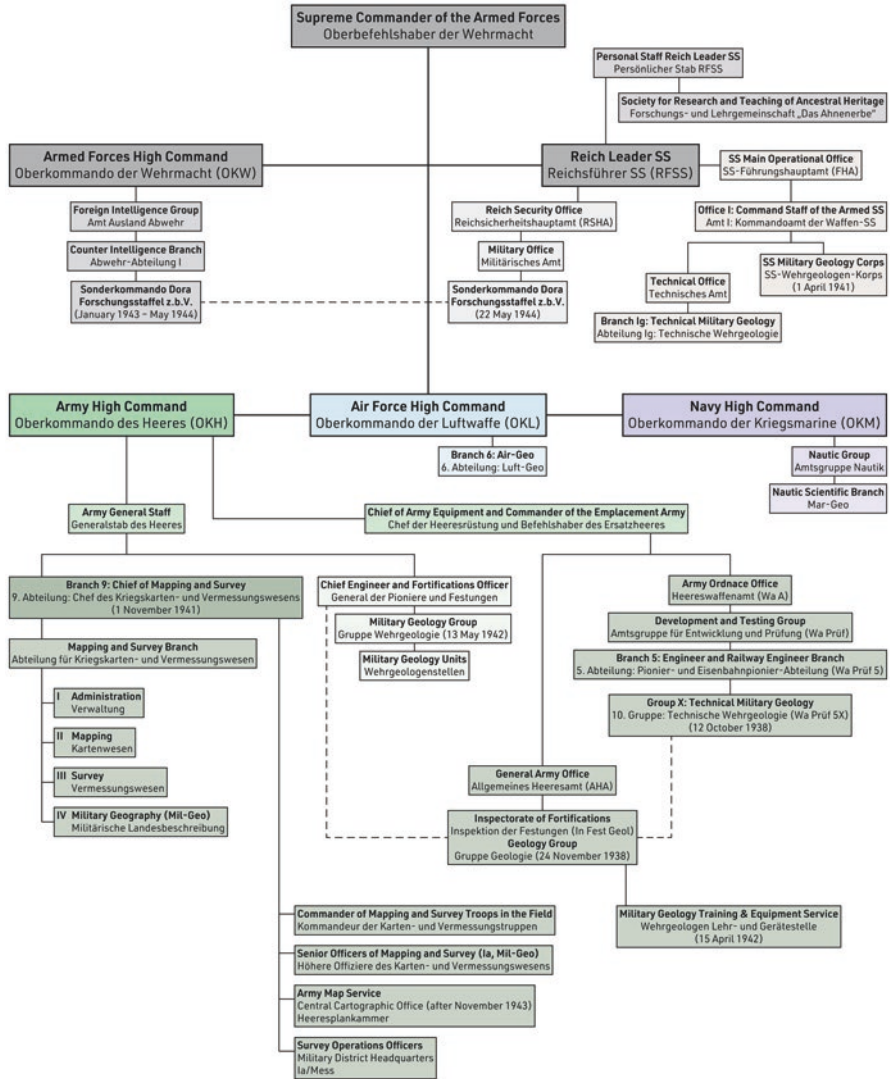 Supreme Commander of the Armed Forces
Oberbefehlshaber der Wehrmacht
Personal Staff Reich Leader SS
Persönlicher Stab RFSS
Society for Research and Teaching of Ancestral Heritage
Forschungs- und Lehrgemeinschaft „Das Ahnenerbe“
Armed Forces High Command
Oberkommando der Wehrmacht (OKW)
Reich Leader SS
Reichsführer SS (RFSS)
SS Main Operational Office
SS-Führungshauptamt (FHA)
Foreign Intelligence Group
Amt Ausland Abwehr
Reich Security Office
Reichsicherheitshauptamt (RSHA)
Office I: Command Staff of the Armed SS
Amt I: Kommandoamt der Waffen-SS
Counter Intelligence Branch
Abwehr-Abteilung I
Military Office
Militärisches Amt
SS Military Geology Corps
SS-Wehrgeologen-Korps
(1 April 1941)
Technical Office
Technisches Amt
Sonderkommando Dora
Forschungsstaffel z.b.V.
(January 1943 – May 1944)
Sonderkommando Dora
Forschungsstaffel z.b.V.
(22 May 1944)
Branch Ig: Technical Military Geology
Abteilung Ig: Technische Wehrgeologie
Army High Command
Oberkommando des Heeres (OKH)
Air Force High Command
Oberkommando der Luftwaffe (OKL)
Navy High Command
Oberkommando der Kriegsmarine (OKM)
Branch 6: Air-Geo
6. Abteilung: Luft-Geo
Nautic Group
Amtsgruppe Nautik
Nautic Scientific Branch
Mar-Geo
Army General Staff
Generalstab des Heeres
Chief of Army Equipment and Commander of the Emplacement Army
Chef der Heeresrüstung und Befehlshaber des Ersatzheeres
Branch 9: Chief of Mapping and Survey
9. Abteilung: Chef des Kriegskarten- und Vermessungswesens
(1 November 1941)
Chief Engineer and Fortifications Officer
General der Pioniere und Festungen
Army Ordnace Office
Heereswaffenamt (Wa A)
Military Geology Group
Gruppe Wehrgeologie (13 May 1942)
Development and Testing Group
Amtsgruppe für Entwicklung und Prüfung (Wa Prüf)
Mapping and Survey Branch
Abteilung für Kriegskarten- und Vermessungswesen
Military Geology Units
Wehrgeologenstellen
Branch 5: Engineer and Railway Engineer Branch
5. Abteilung: Pionier- und Eisenbahnpionier-Abteilung (Wa Prüf 5)
I Administration
Verwaltung
Group X: Technical Military Geology
10. Gruppe: Technische Wehrgeologie (Wa Prüf 5X)
(12 October 1938)
II Mapping
Kartenwesen
III Survey
Vermessungswesen
General Army Office
Allgemeines Heeresamt (AHA)
IV Military Geography (Mil-Geo)
Militärische Landesbeschreibung
Inspectorate of Fortifications
Inspektion der Festungen (In Fest Geol)
Geology Group
Gruppe Geologie (24 November 1938)
Commander of Mapping and Survey Troops in the Field
Kommandeur der Karten- und Vermessungstruppen
Military Geology Training & Equipment Service
Wehrgeologen Lehr- und Gerätestelle
(15 April 1942)
Senior Officers of Mapping and Survey (Ia, Mil-Geo)
Höhere Offiziere des Karten- und Vermessungswesens
Army Map Service
Central Cartographic Office (after November 1943)
Heeresplankammer
Survey Operations Officers
Military District Headquarters
Ia/Mess